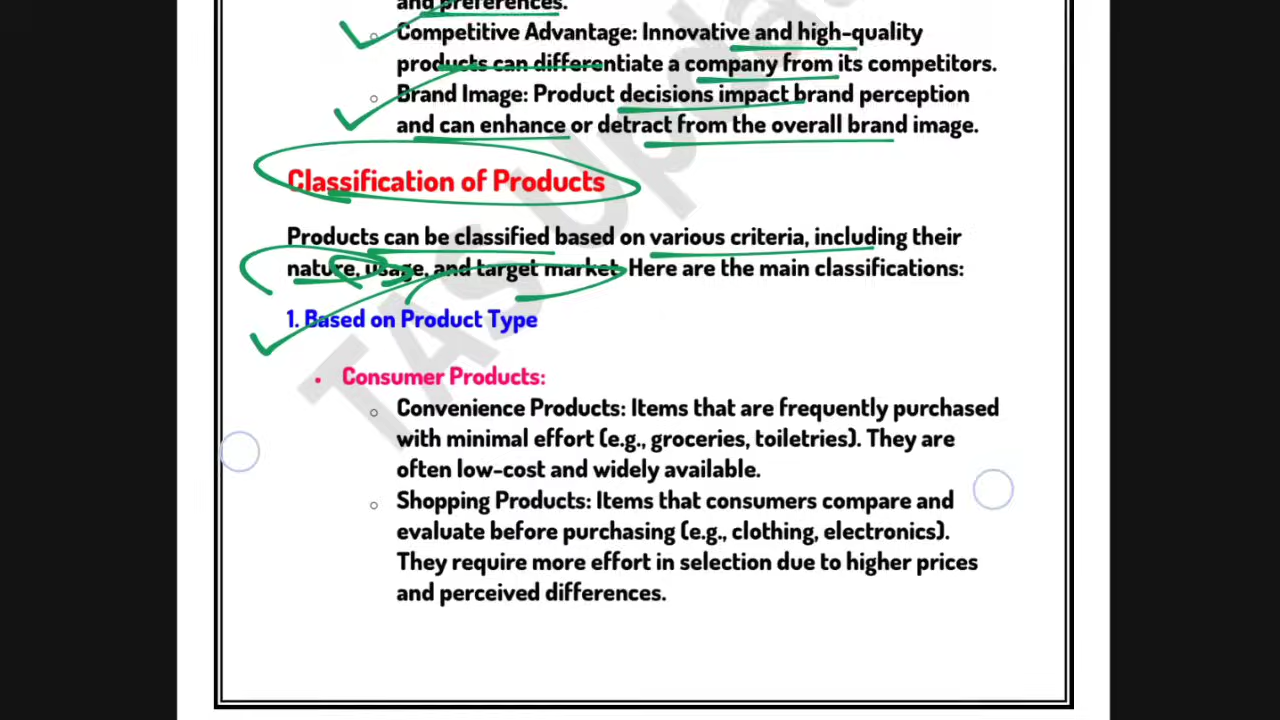 and preferences.
○ Competitive Advantage: Innovative and high-quality
products can differentiate a company from its competitors.
○ Brand Image: Product decisions impact brand perception
and can enhance or detract from the overall brand image.
Classification of Products
Products can be classified based on various criteria, including their
nature, usage, and target market. Here are the main classifications:
1. Based on Product Type
• Consumer Products:
○ Convenience Products: Items that are frequently purchased
with minimal effort (e.g., groceries, toiletries). They are
often low-cost and widely available.
○ Shopping Products: Items that consumers compare and
evaluate before purchasing (e.g., clothing, electronics).
They require more effort in selection due to higher prices
and perceived differences.